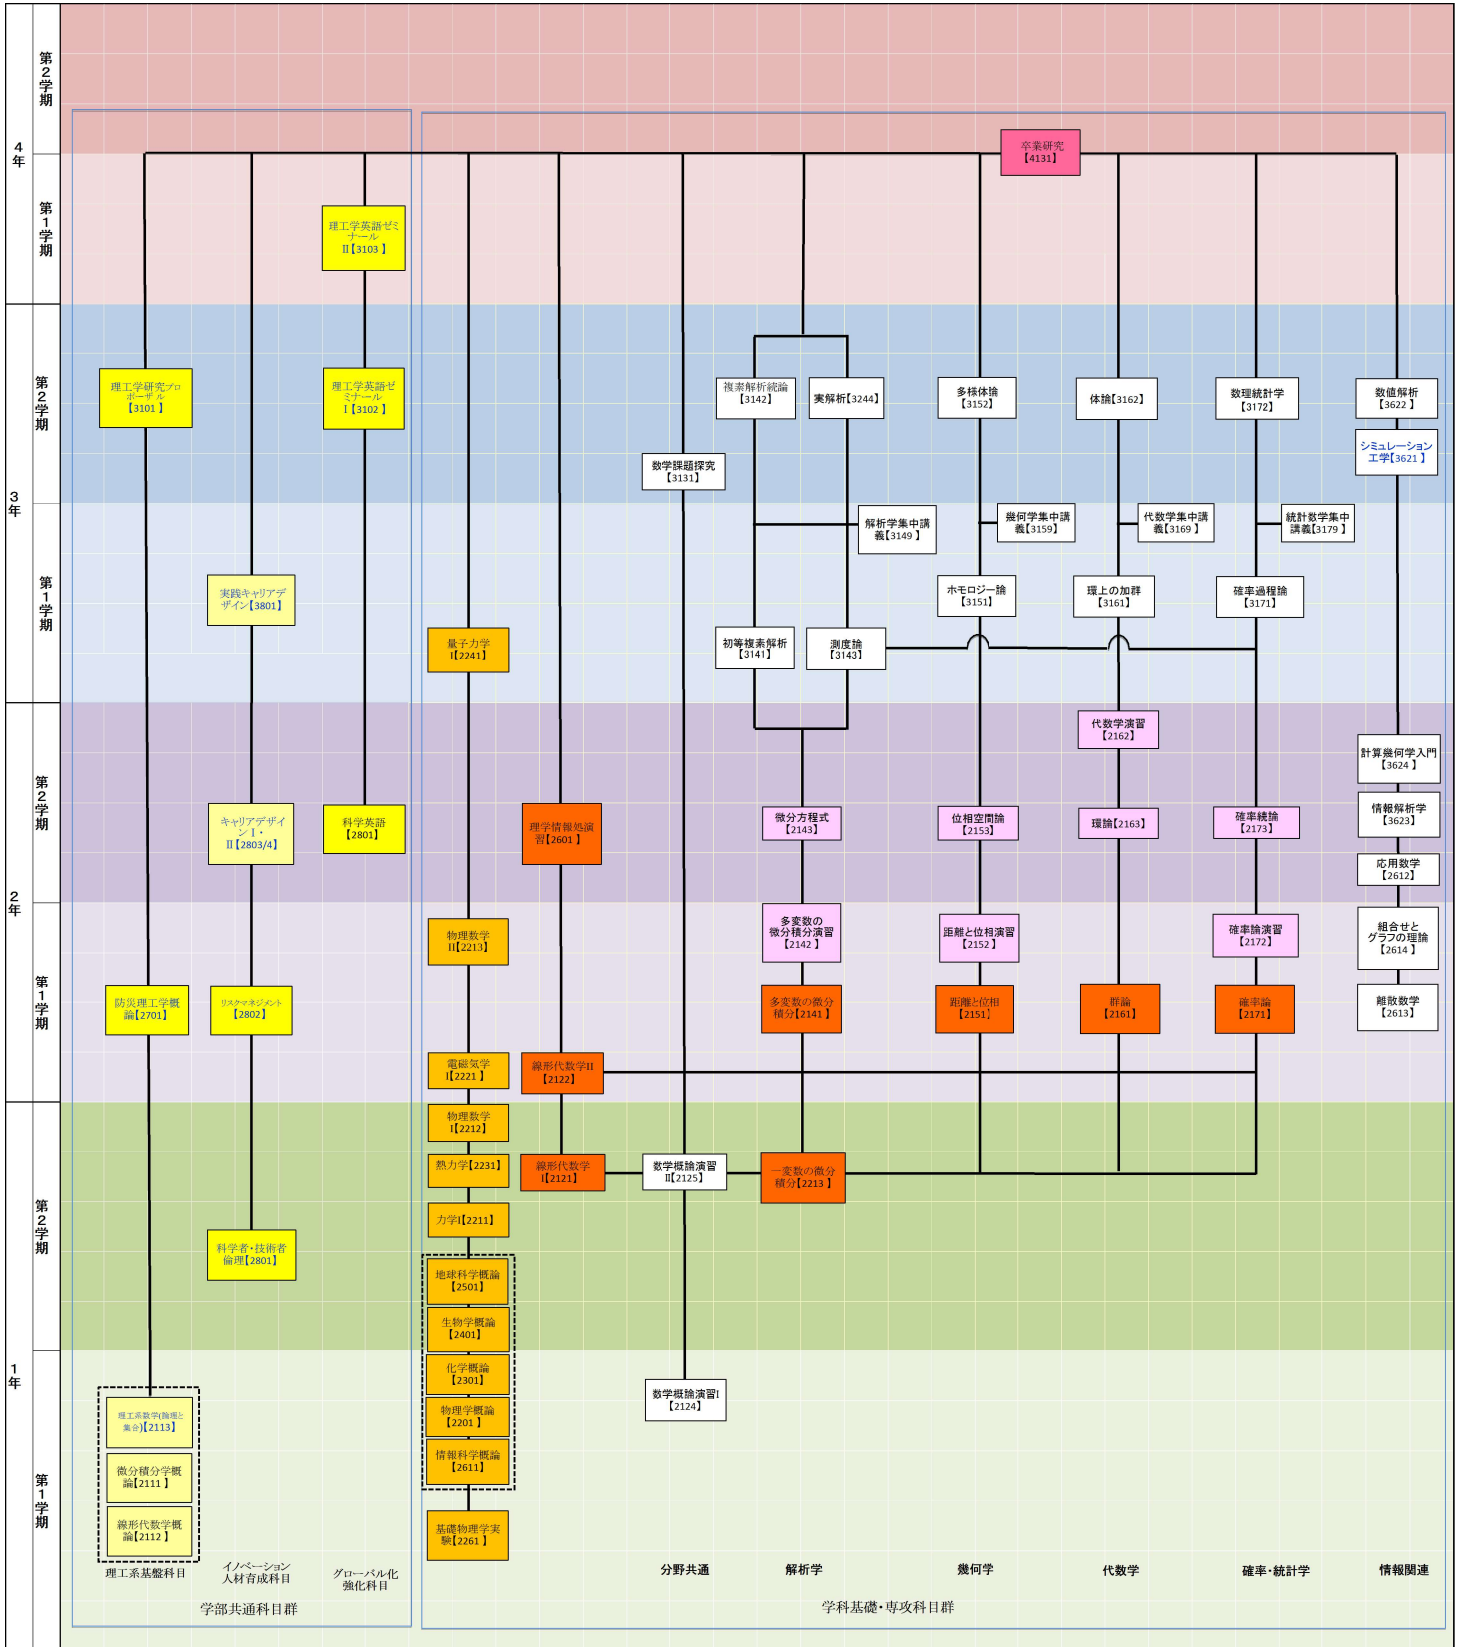 第2学期
4年
卒業研究
【4131】
第1学期
理工学英語ゼミ
ナール
II【3103】
第2学期
理工学研究プロ
ポーザル
【3101】
理工学英語ゼ
ミナール
I【3102】
複素解析続論
【3142】
実解析【3244】
多様体論
【3152】
体論【3162】
数理統計学
【3172】
数値解析
【3622】
シミュレーション
工学【3621】
数学課題探究
【3131】
3年
解析学集中講
義【3149】
幾何学集中講
義【3159】
代数学集中講
義【3169】
統計数学集中
講義【3179】
第1学期
実践キャリアデ
ザイン【3801】
ホモロジー論
【3151】
環上の加群
【3161】
確率過程論
【3171】
量子力学
I【2241】
初等複素解析
【3141】
測度論
【3143】
代数学演習
【2162】
計算幾何学入門
【3624】
第2学期
キャリアデザイ
ンI・
II【2803/4】
科学英語
【2801】
理学情報処演
習【2601】
微分方程式
【2143】
位相空間論
【2153】
環論【2163】
確率続論
【2173】
情報解析学
【3623】
応用数学
【2612】
2年
物理数学
II【2213】
多変数の
微分積分演習
【2142】
距離と位相演習
【2152】
確率論演習
【2172】
組合せと
グラフの理論
【2614】
第1学期
防災理工学概
論【2701】
リスクマネジメント
【2802】
多変数の微分
積分【2141】
距離と位相
【2151】
群論
【2161】
確率論
【2171】
離散数学
【2613】
電磁気学
I【2221】
線形代数学II
【2122】
物理数学
I【2212】
熱力学【2231】
線形代数学
I【2121】
数学概論演習
II【2125】
一変数の微分
積分【2213】
第2学期
力学I【2211】
科学者・技術者
倫理【2801】
地球科学概論
【2501】
生物学概論
【2401】
1年
化学概論
【2301】
数学概論演習I
【2124】
理工系数学(論理と
集合)【2113】
物理学概論
【2201】
情報科学概論
【2611】
微分積分学概
論【2111】
第1学期
線形代数学概
論【2112】
基礎物理学実
験【2261】
理工系基盤科目
イノベーション
人材育成科目
グローバル化
強化科目
分野共通
解析学
幾何学
代数学
確率・統計学
情報関連
学部共通科目群
学科基礎・専攻科目群